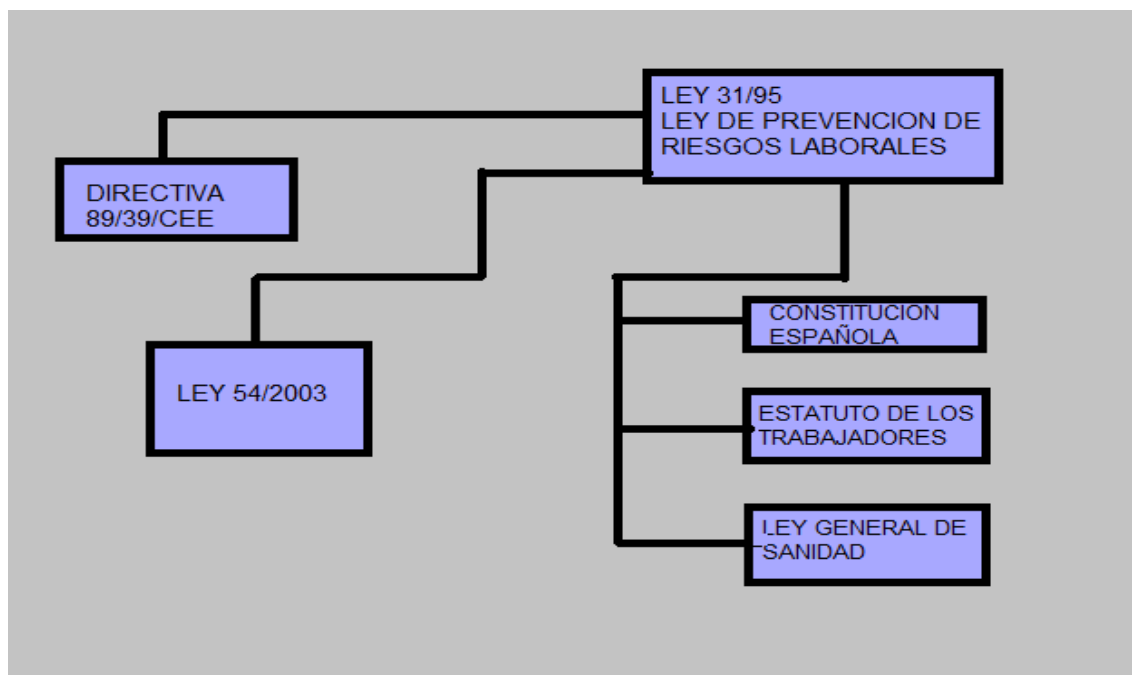 LEY 31/95
LEY DE PREVENCION DE
RIESGOS LABORALES
DIRECTIVA
89/39/CEE
LEY 54/2003
CONSTITUCION
ESPAÑOLA
ESTATUTO DE LOS
TRABAJADORES
LEY GENERAL DE
SANIDAD